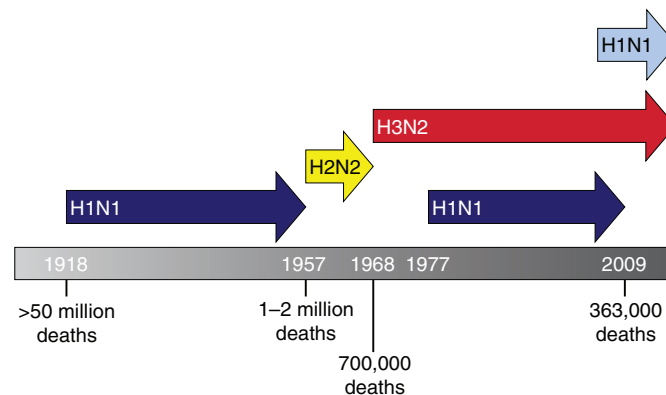 H1N1
H3N2
H2N2
H1N1
H1N1
1918
1957
1968
1977
2009
>50 million
deaths
1–2 million
deaths
700,000
deaths
363,000
deaths